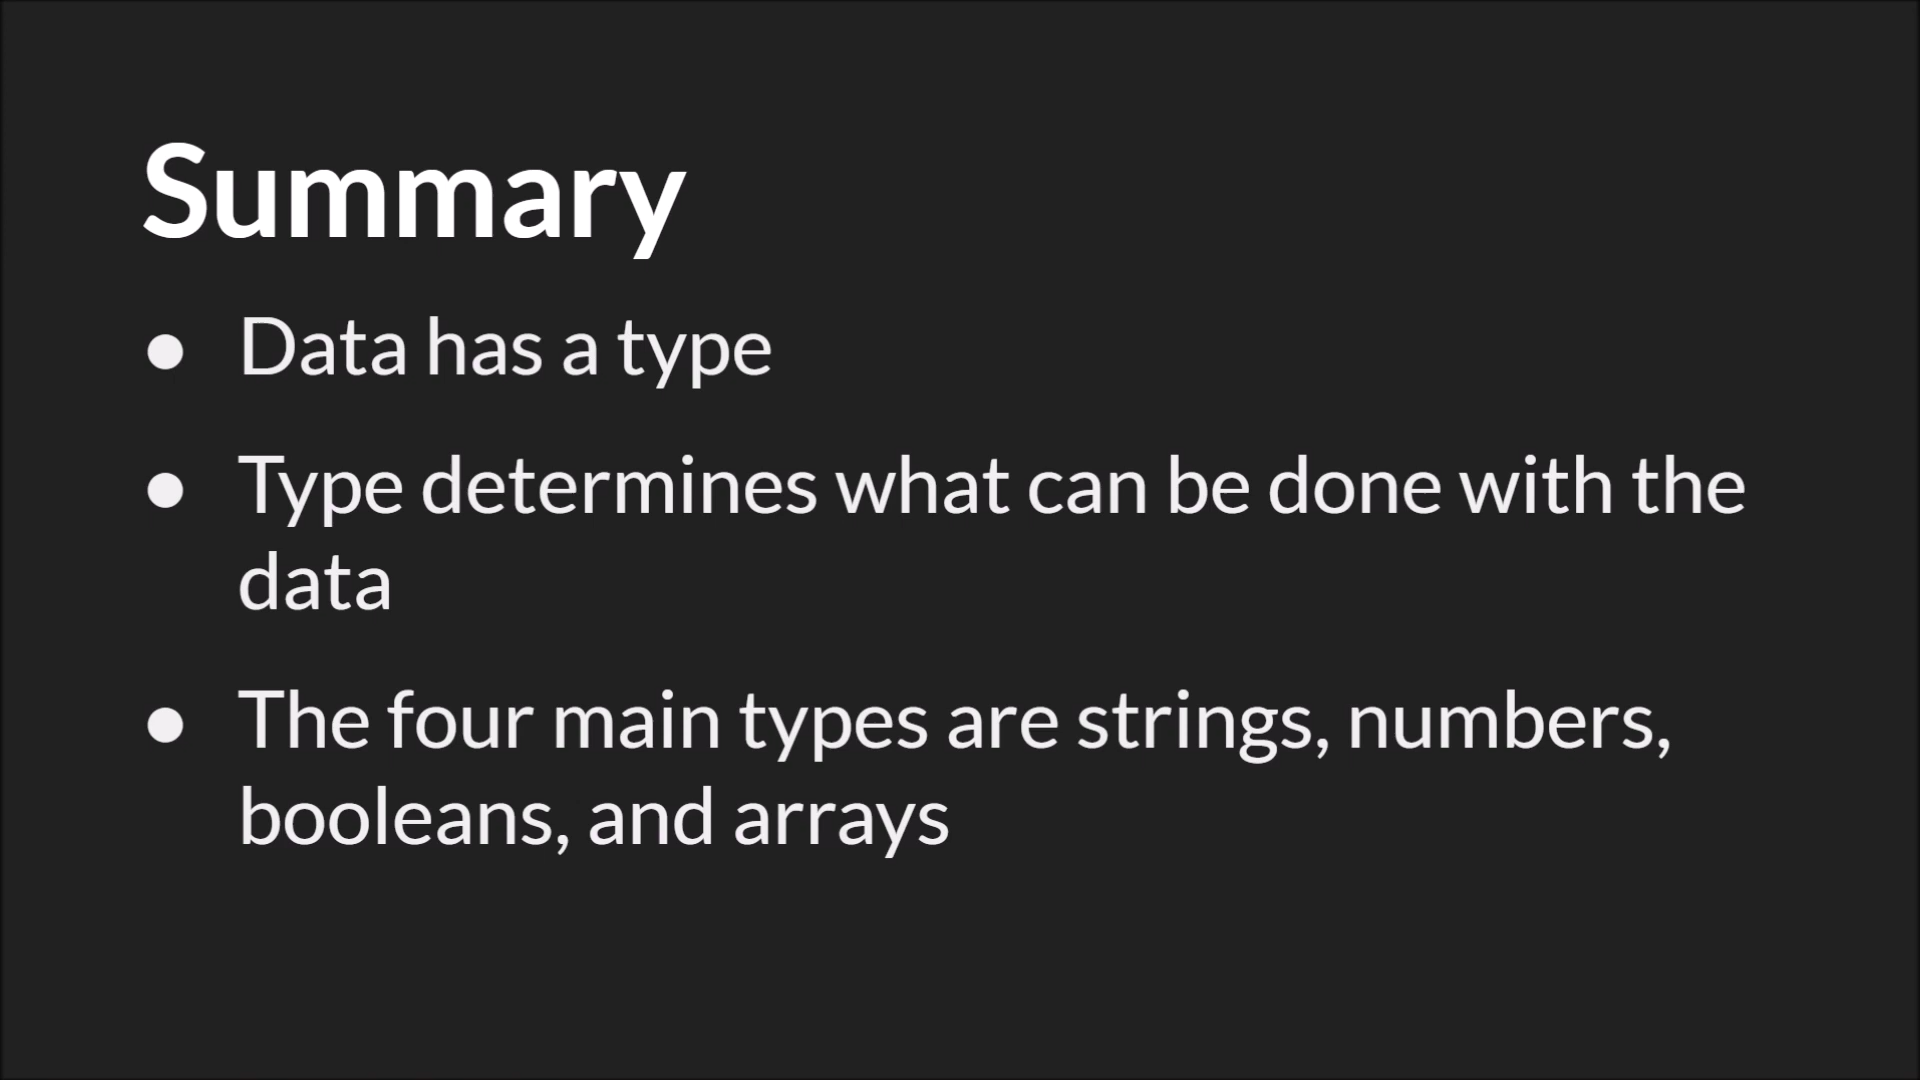 Summary
● Data has a type
● Type determines what can be done with the
data
● The four main types are strings, numbers,
booleans, and arrays